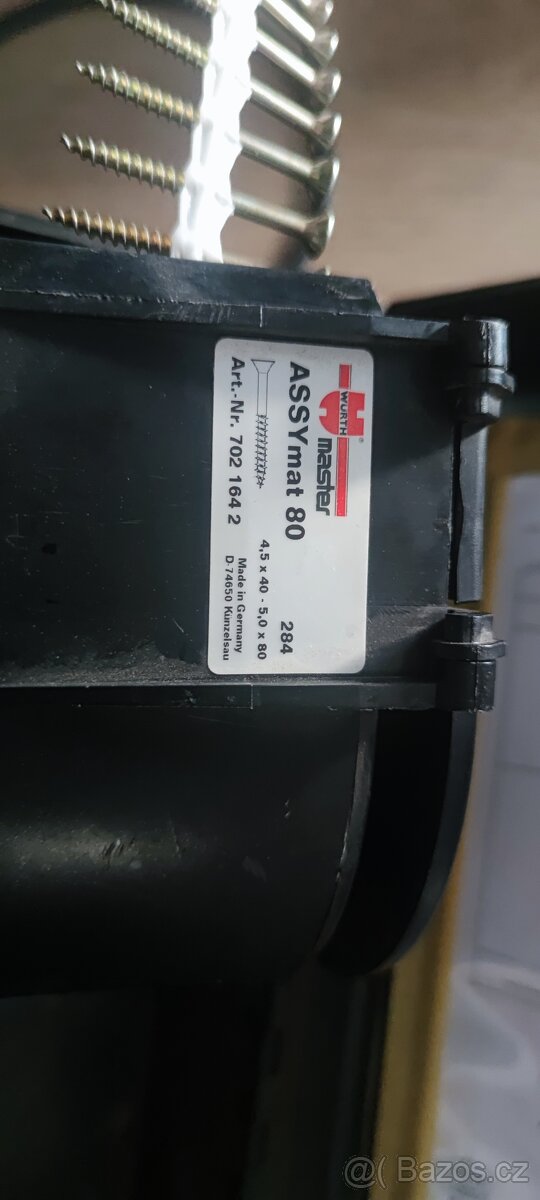 WÜRTH
®
master
ASSYmat 80
284
4,5 x 40 - 5,0 x 80
Art.-Nr. 702 164 2
Made in Germany
D-74650 Künzelsau
@( Bazos.cz